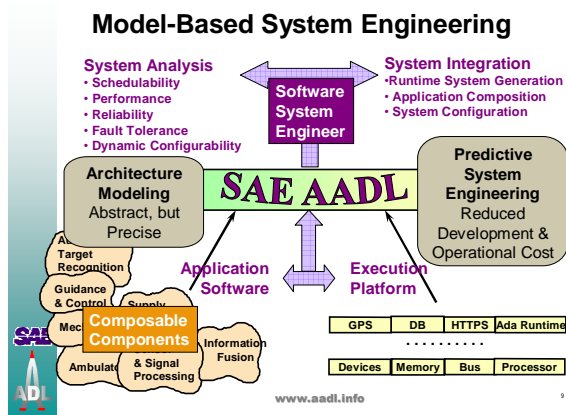 Model-Based System Engineering
System Analysis
• Schedulability
• Performance
• Reliability
• Fault Tolerance
• Dynamic Configurability
System Integration
•Runtime System Generation
• Application Composition
• System Configuration
Software
System
Engineer
Architecture
Modeling
Abstract, but
Precise
SAE AADL
Predictive
System
Engineering
Reduced
Development &
Operational Cost
Target
Recognition
Guidance
& Control
Supply
Composable
Components
Information
Fusion
& Signal
Processing
Application
Software
Execution
Platform
GPS DB HTTPS Ada Runtime
. . . . . . . . . .
Devices Memory Bus Processor
SAE
ADL
www.aadl.info
9